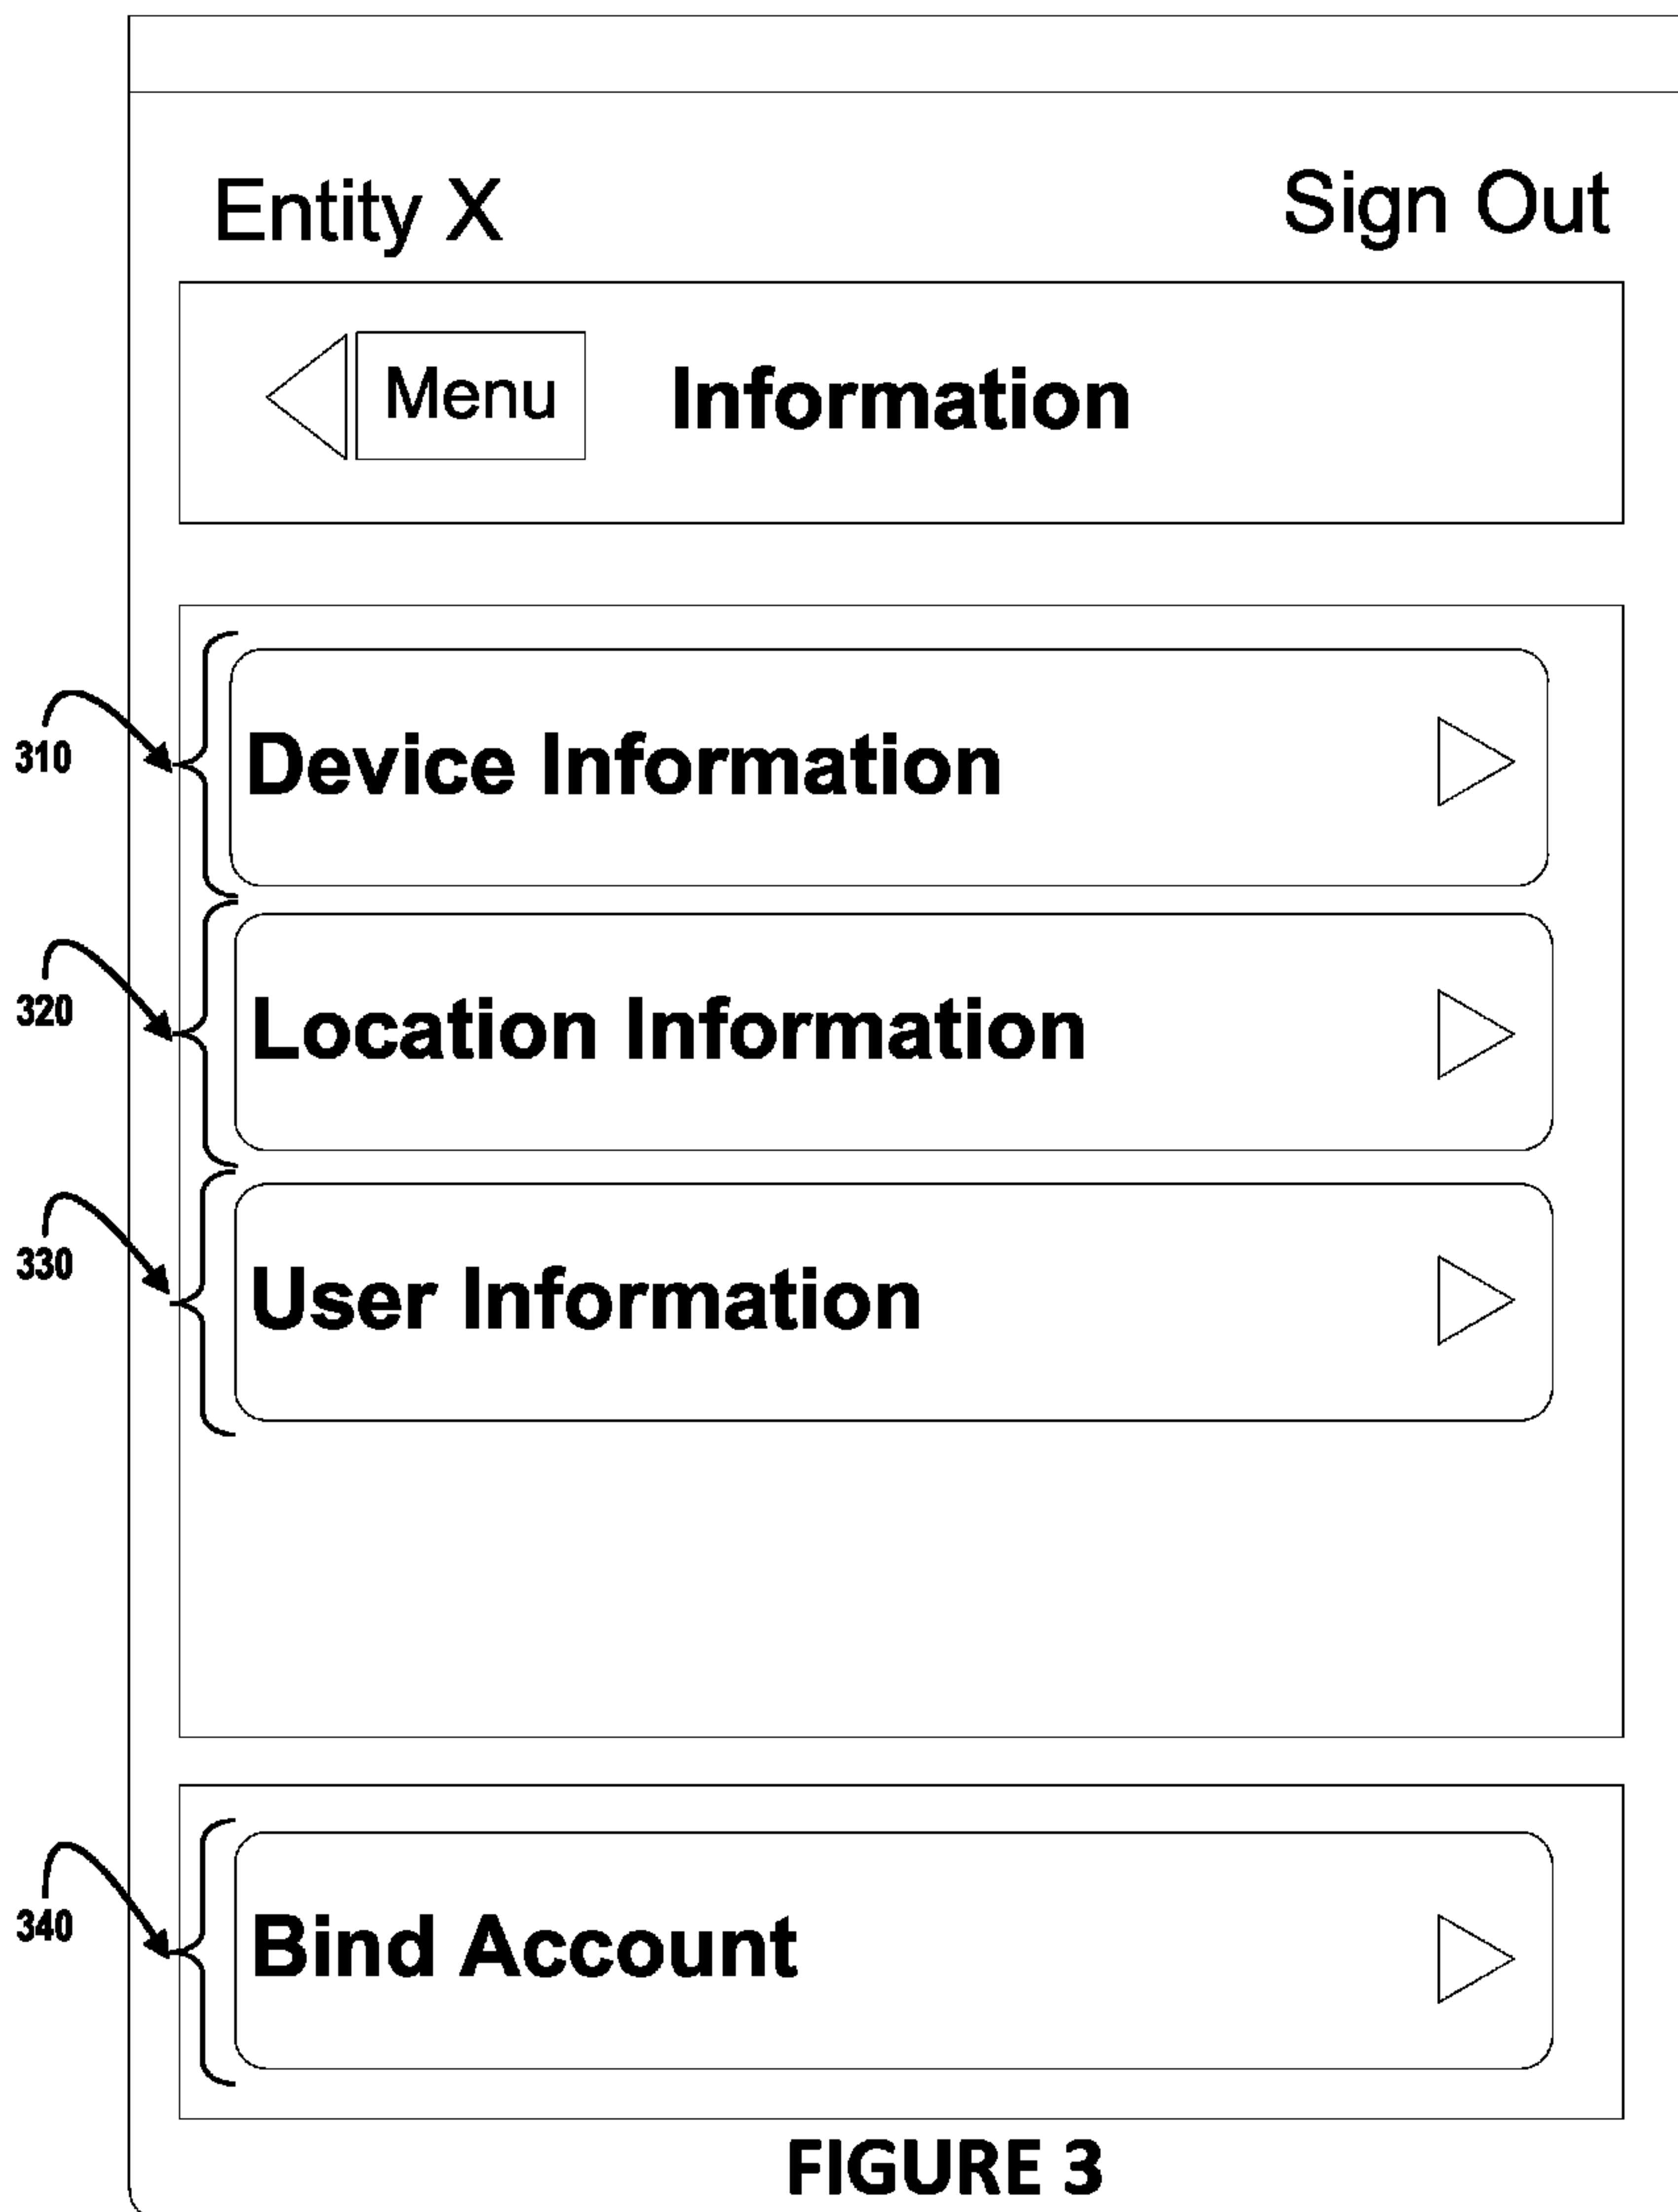 Entity X Sign Out
Menu Information
310 Device Information
320 Location Information
330 User Information
340 Bind Account
FIGURE 3